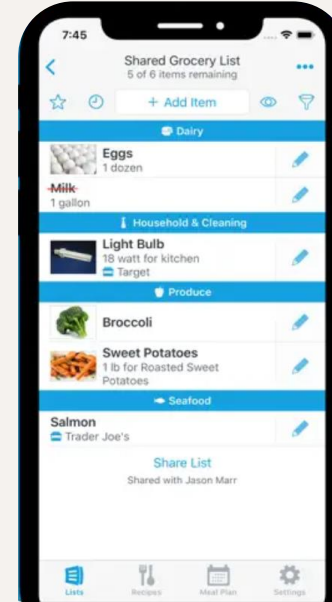 7:45
Shared Grocery List
5 of 6 items remaining
+ Add Item
Dairy
Eggs
1 dozen
Milk
1 gallon
Household & Cleaning
Light Bulb
18 watt for kitchen
Target
Produce
Broccoli
Sweet Potatoes
1 lb for Roasted Sweet
Potatoes
Seafood
Salmon
Trader Joe's
Share List
Shared with Jason Marr
Lists
Recipes
Meal Plan
Settings